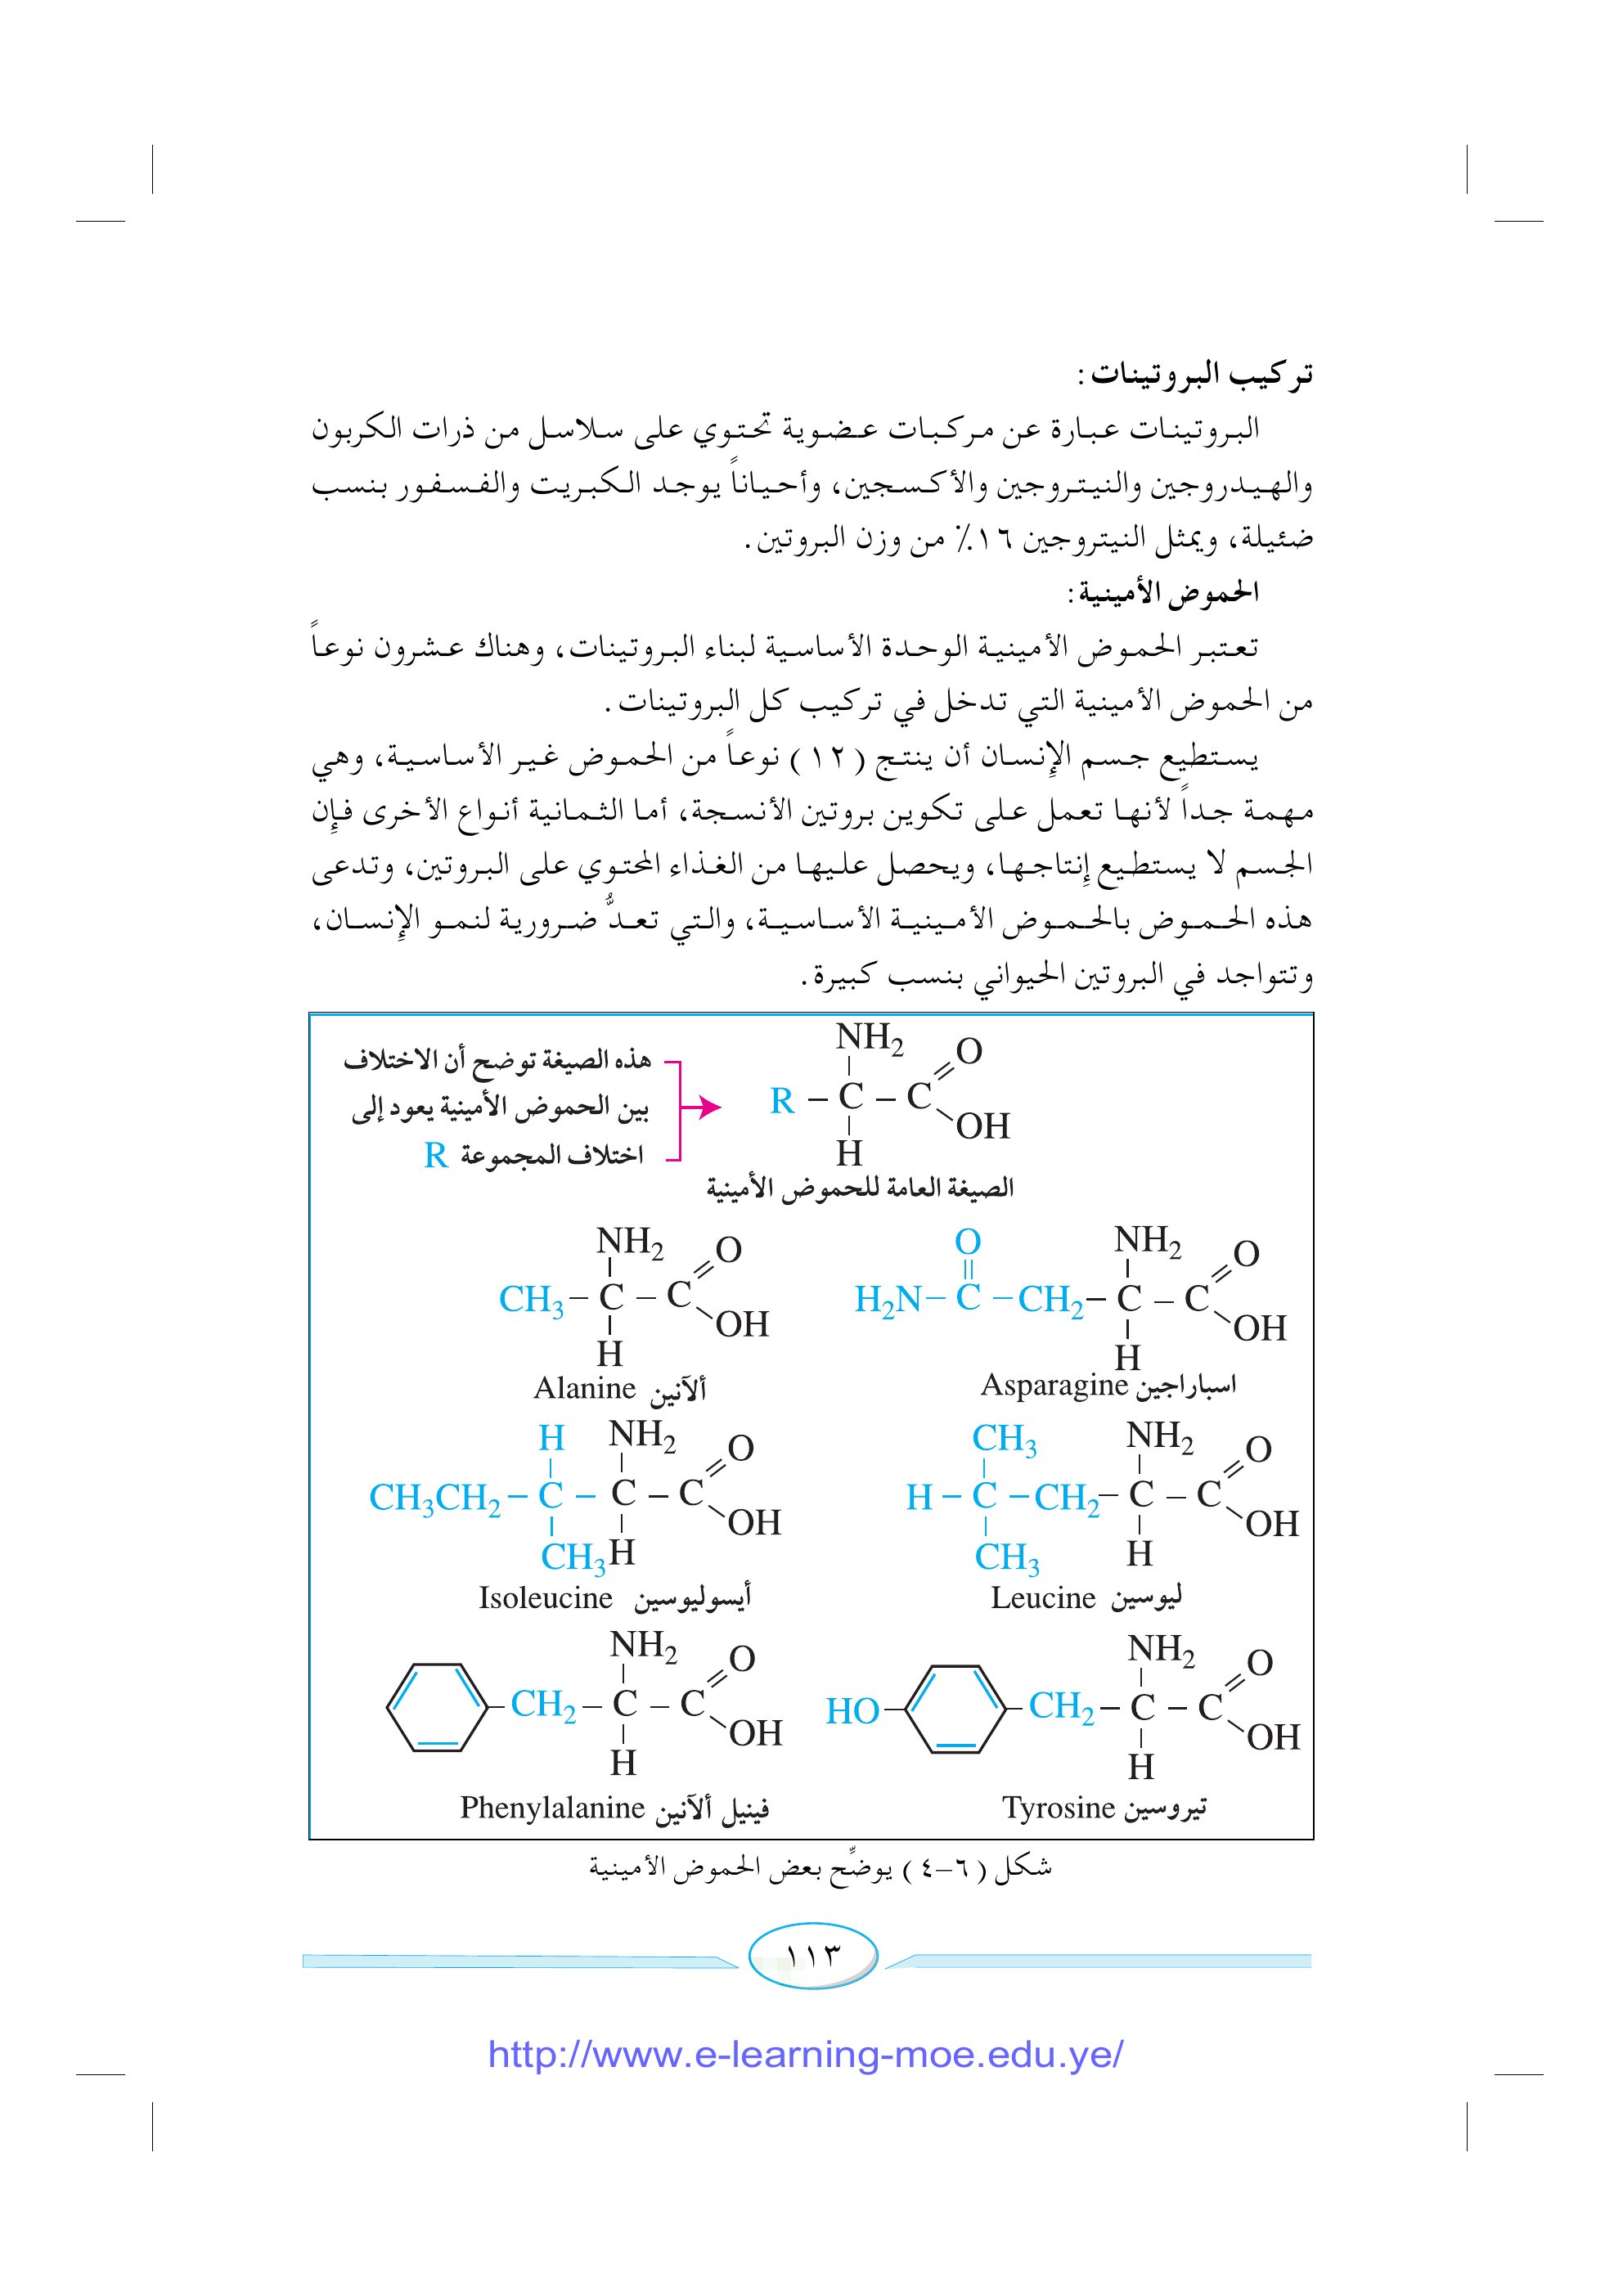 تركيب البروتينات :
البروتينات عبارة عن مركبات عضوية تحتوي على سلاسل من ذرات الكربون
والهيدروجين والنيتروجين والأكسجين، وأحياناً يوجد الكبريت والفسفور بنسب
ضئيلة، ويمثل النيتروجين ١٦٪ من وزن البروتين.
الحموض الأمينية:
تعتبر الحموض الأمينية الوحدة الأساسية لبناء البروتينات، وهناك عشرون نوعاً
من الحموض الأمينية التي تدخل في تركيب كل البروتينات.
يستطيع جسم الإنسان أن ينتج (١٢) نوعاً من الحموض غير الأساسية، وهي
مهمة جداً لأنها تعمل على تكوين بروتين الأنسجة، أما الثمانية أنواع الأخرى فإن
الجسم لا يستطيع إنتاجها، ويحصل عليها من الغذاء المحتوي على البروتين، وتدعى
هذه الحموض بالحموض الأمينية الأساسية، والتي تعدُّ ضرورية لنمو الإنسان،
وتتواجد في البروتين الحيواني بنسب كبيرة.
NH2
O
R – C – C
OH
H
هذه الصيغة توضح أن الاختلاف
بين الحموض الأمينية يعود إلى
اختلاف المجموعة R
الصيغة العامة للحموض الأمينية
O
NH2
O
H2N – C – CH2 – C – C
OH
H
اسباراجين Asparagine
NH2
O
CH3 – C – C
OH
H
ألآنين Alanine
CH3
NH2
O
H – C – CH2 – C – C
OH
CH3
H
ليوسين Leucine
H
NH2
O
CH3CH2 – C – C – C
OH
CH3
H
أيسوليوسين Isoleucine
NH2
O
HO – CH2 – C – C
OH
H
تيروسين Tyrosine
NH2
O
CH2 – C – C
OH
H
فينيل ألآنين Phenylalanine
شكل (٦–٤) يوضِّح بعض الحموض الأمينية
١١٣
http://www.e-learning-moe.edu.ye/